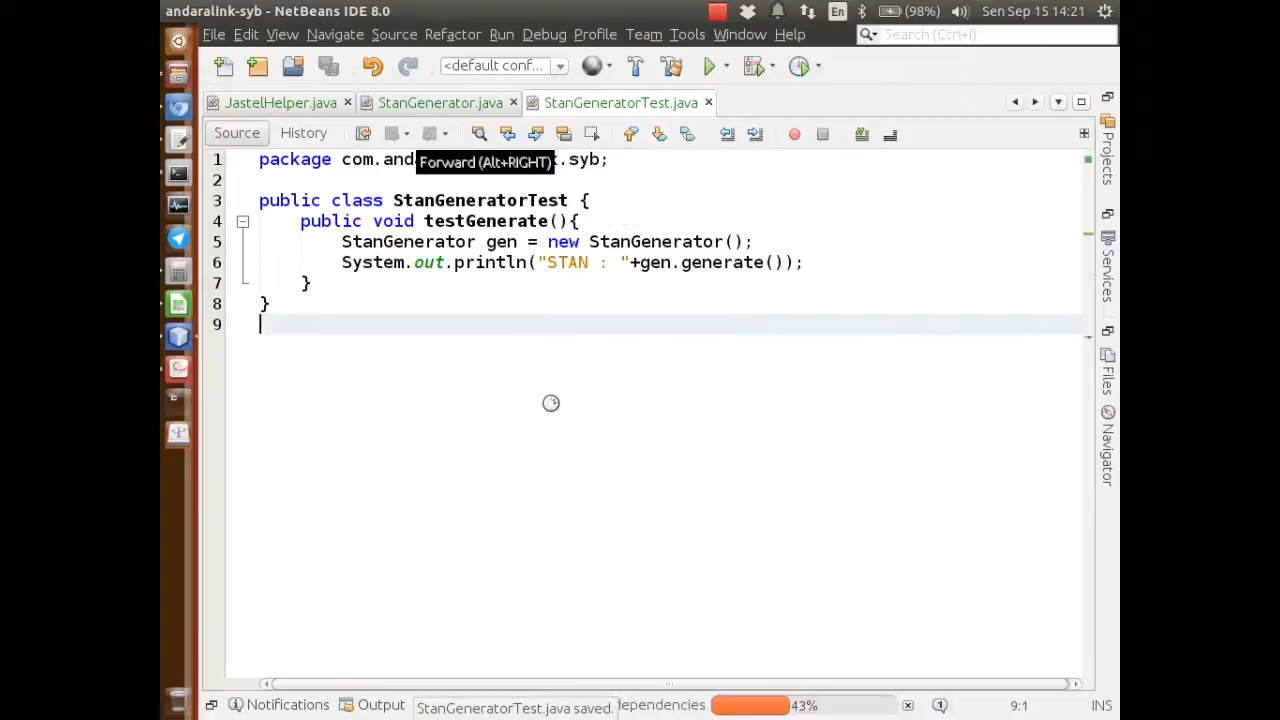 andaralink-syb - NetBeans IDE 8.0
En
(98%)
Sen Sep 15 14:21
File Edit View Navigate Source Refactor Run Debug Profile Team Tools Window Help
Search (Ctrl+I)
<default conf...
JastelHelper.java
StanGenerator.java
StanGeneratorTest.java
Source
History
1 package com.and
Forward (Alt+RIGHT)
.syb;
2
3 public class StanGeneratorTest {
4 public void testGenerate(){
5 StanGenerator gen = new StanGenerator();
6 System.out.println("STAN : "+gen.generate());
7 }
8 }
9
Projects
Services
Files
Navigator
Notifications
Output
StanGeneratorTest.java saved.
dependencies
43%
1
9:1
INS